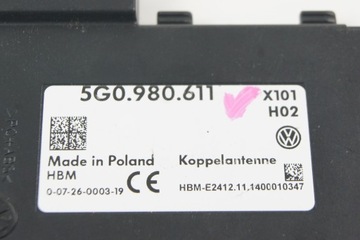 5G0.980.611 X101
H02
Made in Poland Koppelantenne
HBM
0-07-26-0003-19 CE HBM-E2412.11.1400010347